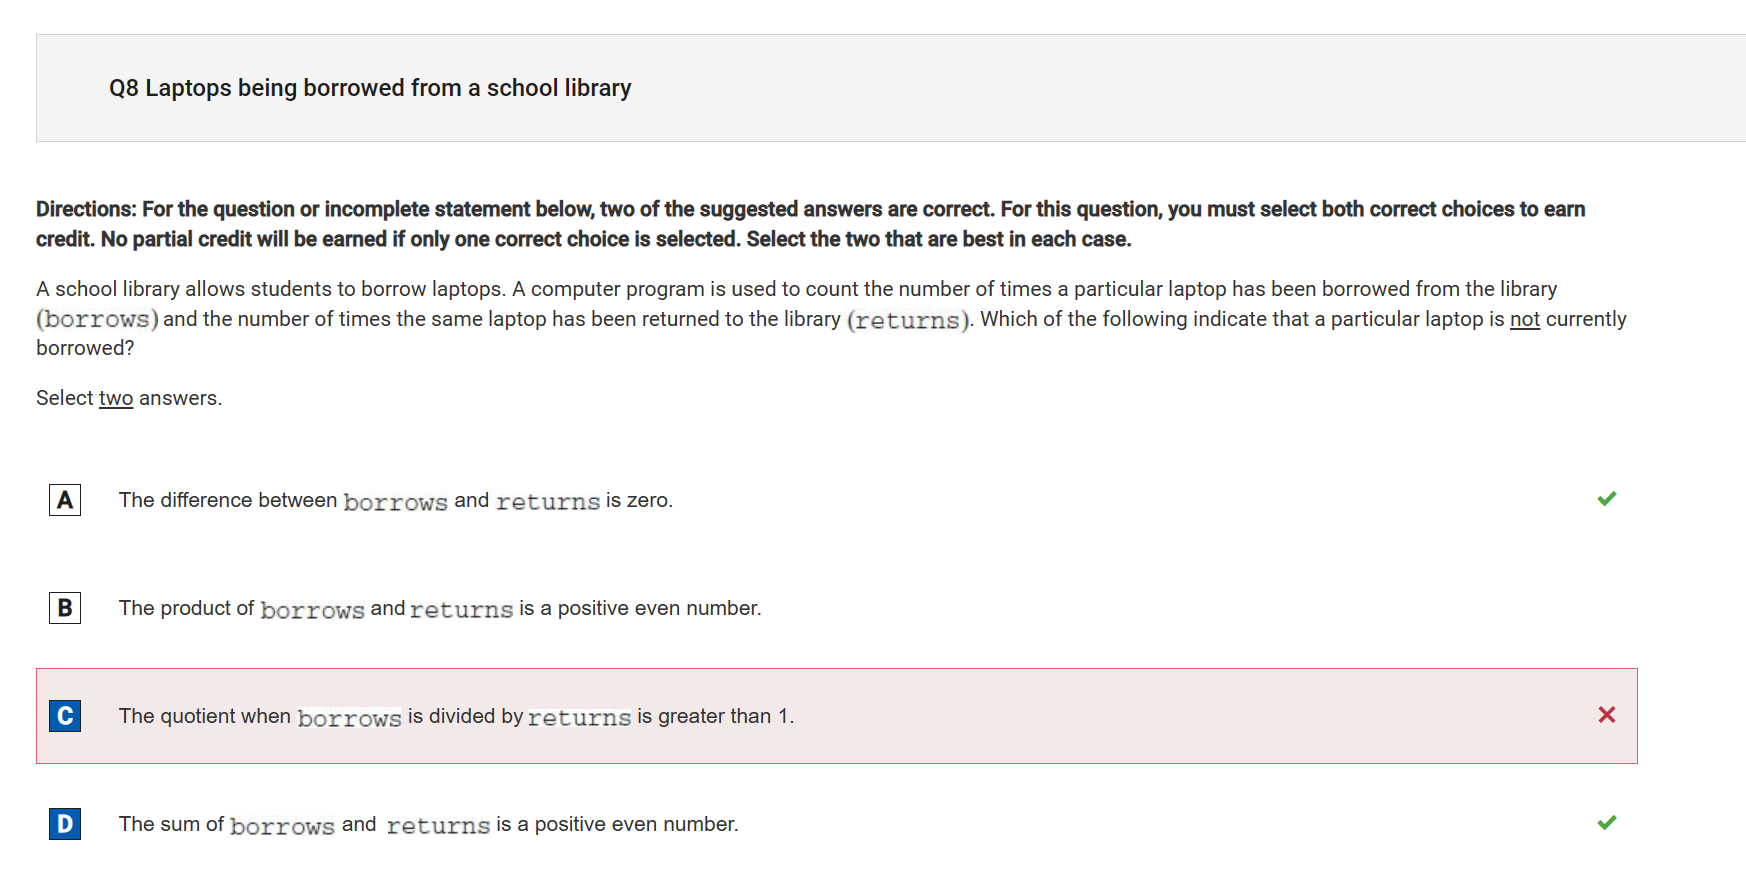 Q8 Laptops being borrowed from a school library
Directions: For the question or incomplete statement below, two of the suggested answers are correct. For this question, you must select both correct choices to earn
credit. No partial credit will be earned if only one correct choice is selected. Select the two that are best in each case.
A school library allows students to borrow laptops. A computer program is used to count the number of times a particular laptop has been borrowed from the library
(borrows) and the number of times the same laptop has been returned to the library (returns). Which of the following indicate that a particular laptop is not currently
borrowed?
Select two answers.
A The difference between borrows and returns is zero.
B The product of borrows and returns is a positive even number.
C The quotient when borrows is divided by returns is greater than 1.
D The sum of borrows and returns is a positive even number.